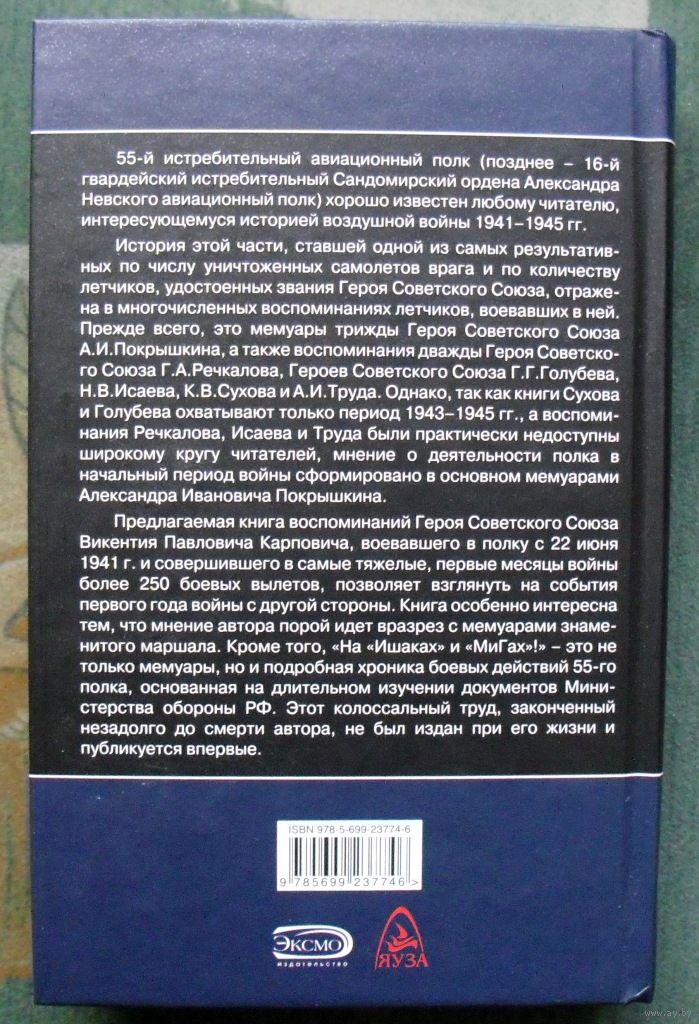 55-й истребительный авиационный полк (позднее – 16-й
гвардейский истребительный Сандомирский ордена Александра
Невского авиационный полк) хорошо известен любому читателю,
интересующемуся историей воздушной войны 1941–1945 гг.
История этой части, ставшей одной из самых результатив-
ных по числу уничтоженных самолетов врага и по количеству
летчиков, удостоенных звания Героя Советского Союза, отраже-
на в многочисленных воспоминаниях летчиков, воевавших в ней.
Прежде всего, это мемуары трижды Героя Советского Союза
А.И.Покрышкина, а также воспоминания дважды Героя Советско-
го Союза Г.А.Речкалова, Героев Советского Союза Г.Г.Голубева,
Н.В.Исаева, К.В.Сухова и А.И.Труда. Однако, так как книги Сухова
и Голубева охватывают только период 1943–1945 гг., а воспоми-
нания Речкалова, Исаева и Труда были практически недоступны
широкому кругу читателей, мнение о деятельности полка в
начальный период войны сформировано в основном мемуарами
Александра Ивановича Покрышкина.
Предлагаемая книга воспоминаний Героя Советского Союза
Викентия Павловича Карповича, воевавшего в полку с 22 июня
1941 г. и совершившего в самые тяжелые, первые месяцы войны
более 250 боевых вылетов, позволяет взглянуть на события
первого года войны с другой стороны. Книга особенно интересна
тем, что мнение автора порой идет вразрез с мемуарами знаме-
нитого маршала. Кроме того, «На «Ишаках» и «МиГах»!» – это не
только мемуары, но и подробная хроника боевых действий 55-го
полка, основанная на длительном изучении документов Мини-
стерства обороны РФ. Этот колоссальный труд, законченный
незадолго до смерти автора, не был издан при его жизни и
публикуется впервые.
ISBN 978-5-699-23774-6
9 785699 237746 >
ЭКСМО
издательство
ЯУЗА
www.ay.by